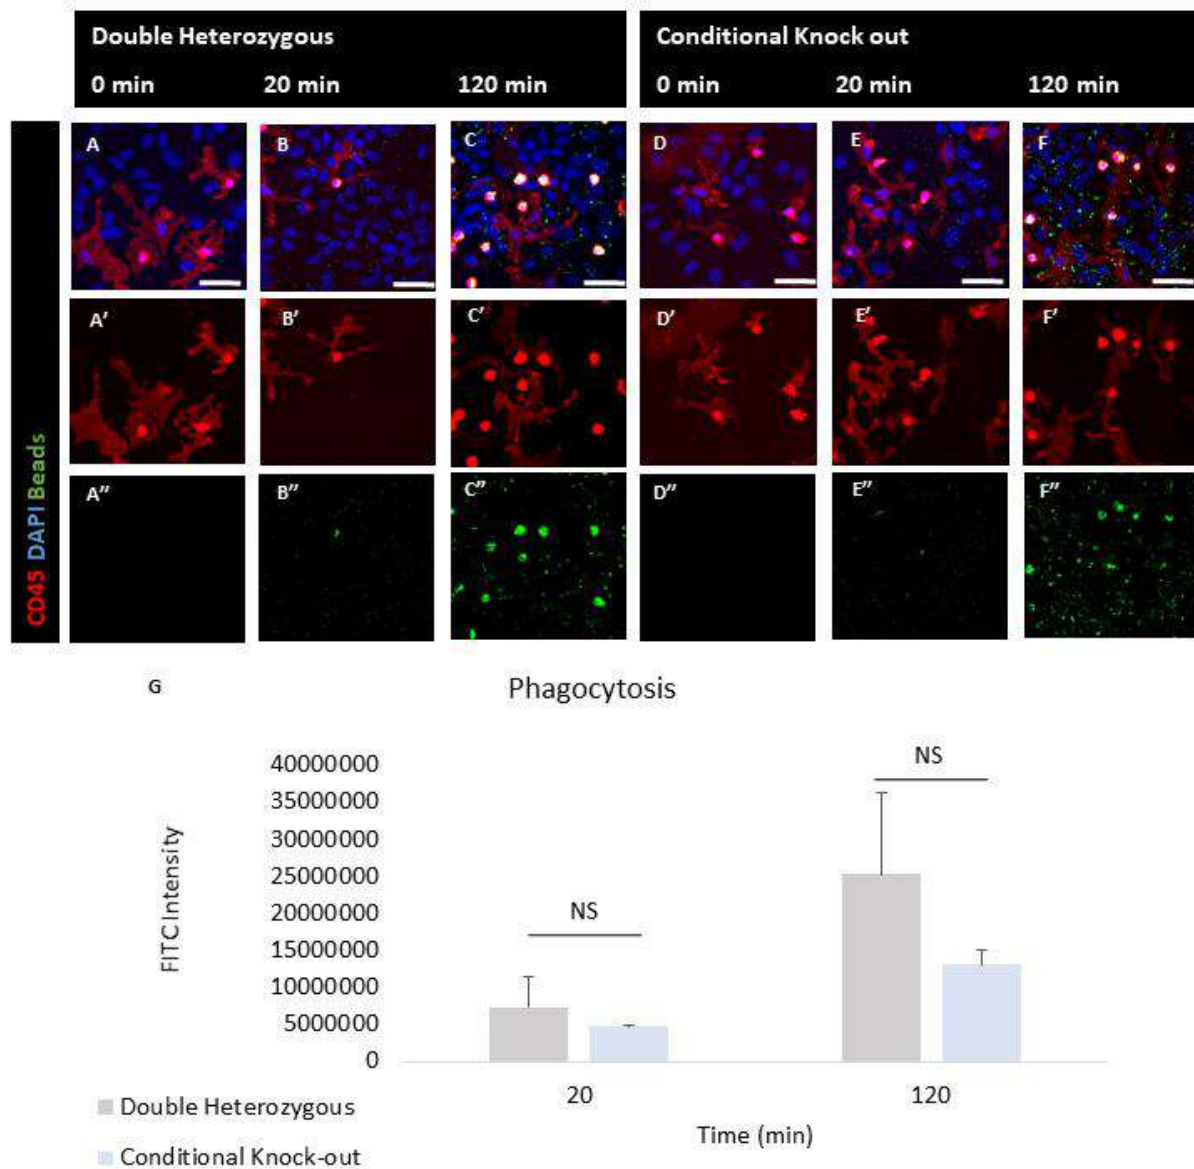 Double Heterozygous
0 min 20 min 120 min
Conditional Knock out
0 min 20 min 120 min
CD45 DAPI Beads
A B C D E F
A’ B’ C’ D’ E’ F’
A” B” C” D” E” F”
G
Phagocytosis
FITC Intensity
40000000
35000000
30000000
25000000
20000000
15000000
10000000
5000000
0
NS
NS
20 120
Time (min)
Double Heterozygous
Conditional Knock-out